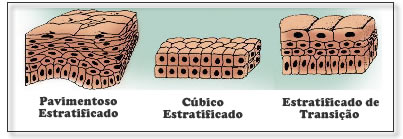 Pavimentoso
Estratificado
Cúbico
Estratificado
Estratificado de
Transição